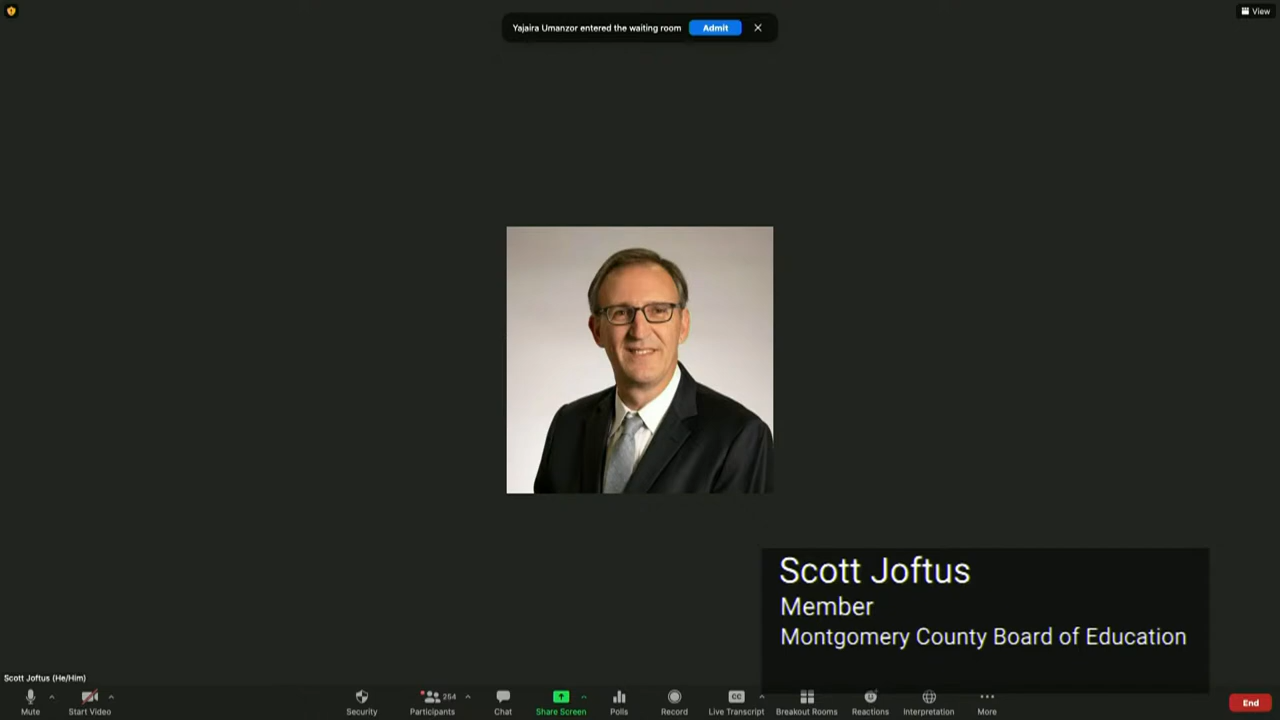 Yajaira Umanzor entered the waiting room
Admit
View
Scott Joftus
Member
Montgomery County Board of Education
Scott Joftus (He/Him)
254
CC
Mute
Start Video
Security
Participants
Chat
Share Screen
Polls
Record
Live Transcript
Breakout Rooms
Reactions
Interpretation
More
End